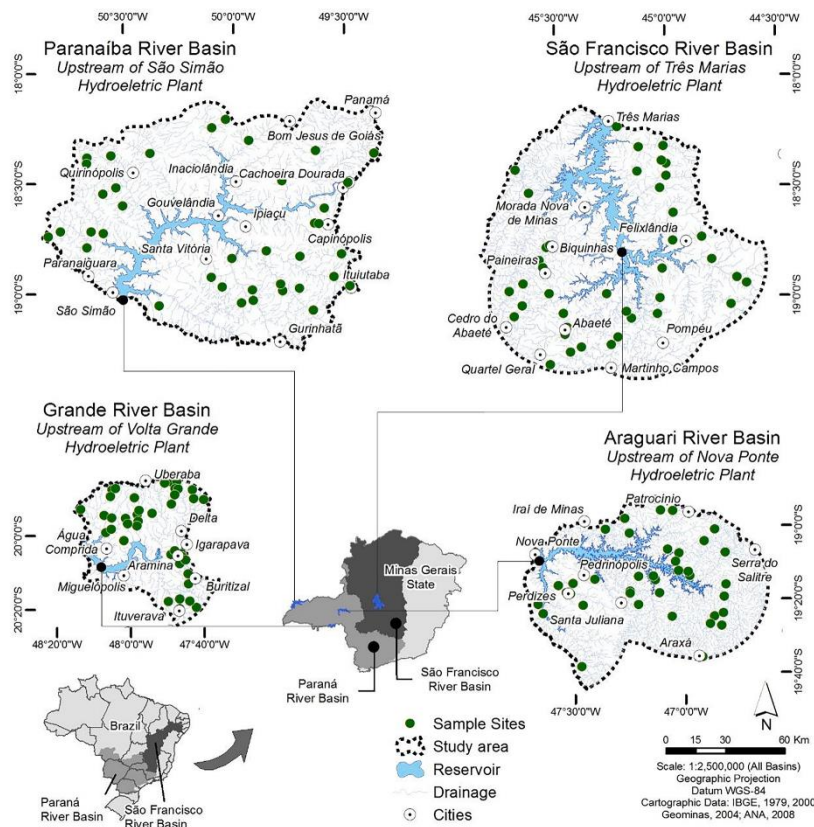 50°30'0"W
50°0'0"W
49°30'0"W
Paranaíba River Basin
Upstream of São Simão
Hydroeletric Plant
18°0'0"S
18°30'0"S
19°0'0"S
Panamá
Bom Jesus de Goiás
Quirinópolis
Inaciolândia
Cachoeira Dourada
Gouvelândia
Ipiaçu
Santa Vitória
Capinópolis
Paranaiguara
Ituiutaba
São Simão
Gurinhatã
45°30'0"W
45°0'0"W
44°30'0"W
São Francisco River Basin
Upstream of Três Marias
Hydroeletric Plant
18°0'0"S
18°30'0"S
19°0'0"S
Três Marias
Morada Nova
de Minas
Felixlândia
Biquinhas
Paineiras
Cedro do
Abaeté
Abaeté
Pompéu
Quartel Geral
Martinho Campos
Grande River Basin
Upstream of Volta Grande
Hydroeletric Plant
Uberaba
Delta
Água
Comprida
Igarapava
Aramina
Miguelópolis
Buritizal
Ituverava
20°0'0"S
20°20'0"S
48°20'0"W
48°0'0"W
47°40'0"W
Minas Gerais
State
Paraná
River Basin
São Francisco
River Basin
Araguari River Basin
Upstream of Nova Ponte
Hydroeletric Plant
Patrocínio
Iraí de Minas
Nova Ponte
Pedrinópolis
Serra do
Salitre
Perdizes
Santa Juliana
Araxá
19°0'0"S
19°20'0"S
19°40'0"S
47°30'0"W
47°0'0"W
Brazil
Paraná
River Basin
São Francisco
River Basin
Sample Sites
Study area
Reservoir
Drainage
Cities
N
0 15 30 60 Km
Scale: 1:2,500,000 (All Basins)
Geographic Projection
Datum WGS-84
Cartographic Data: IBGE, 1979, 2000
Geominas, 2004; ANA, 2008